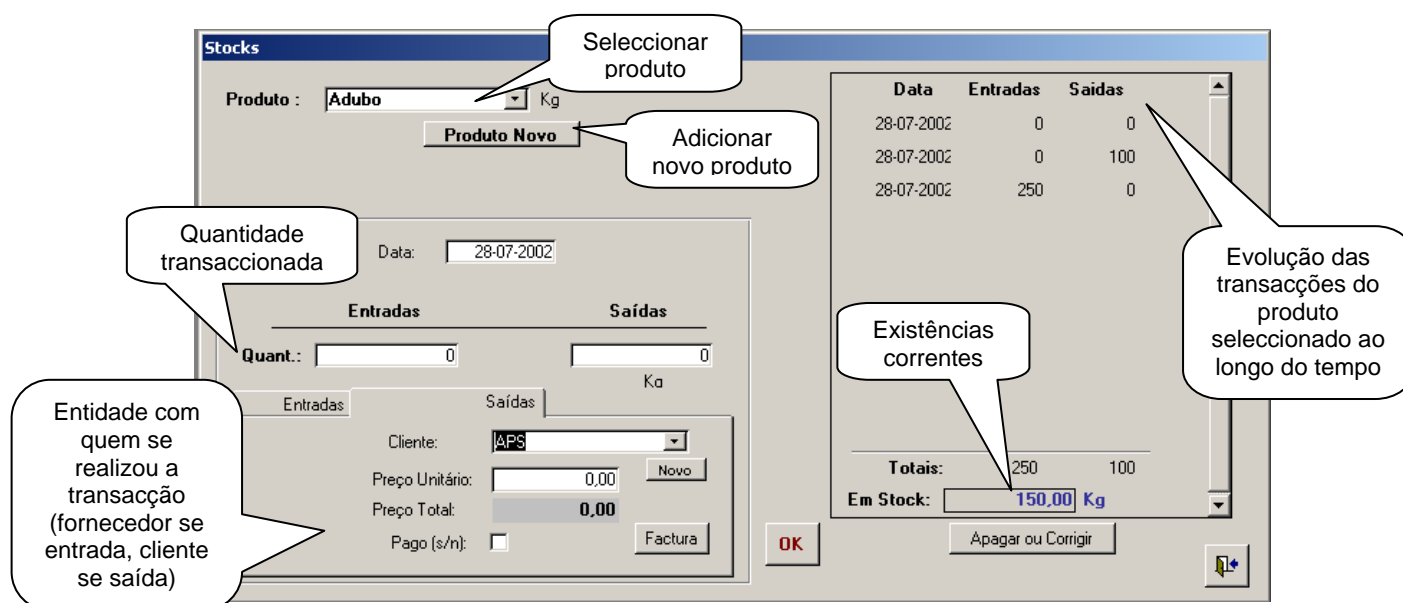 Stocks
Seleccionar
produto
Produto :
Adubo
Kg
Produto Novo
Adicionar
novo produto
Data Entradas Saidas
28-07-2002 0 0
28-07-2002 0 100
28-07-2002 250 0
Evolução das
transacções do
produto
seleccionado ao
longo do tempo
Quantidade
transaccionada
Data: 28-07-2002
Entradas Saídas
Quant.: 0 0
Kg
Existências
correntes
Entidade com
quem se
realizou a
transacção
(fornecedor se
entrada, cliente
se saída)
Entradas Saídas
Cliente: APS
Novo
Preço Unitário: 0,00
Preço Total: 0,00
Pago (s/n):
Factura
OK
Totais: 250 100
Em Stock: 150,00 Kg
Apagar ou Corrigir